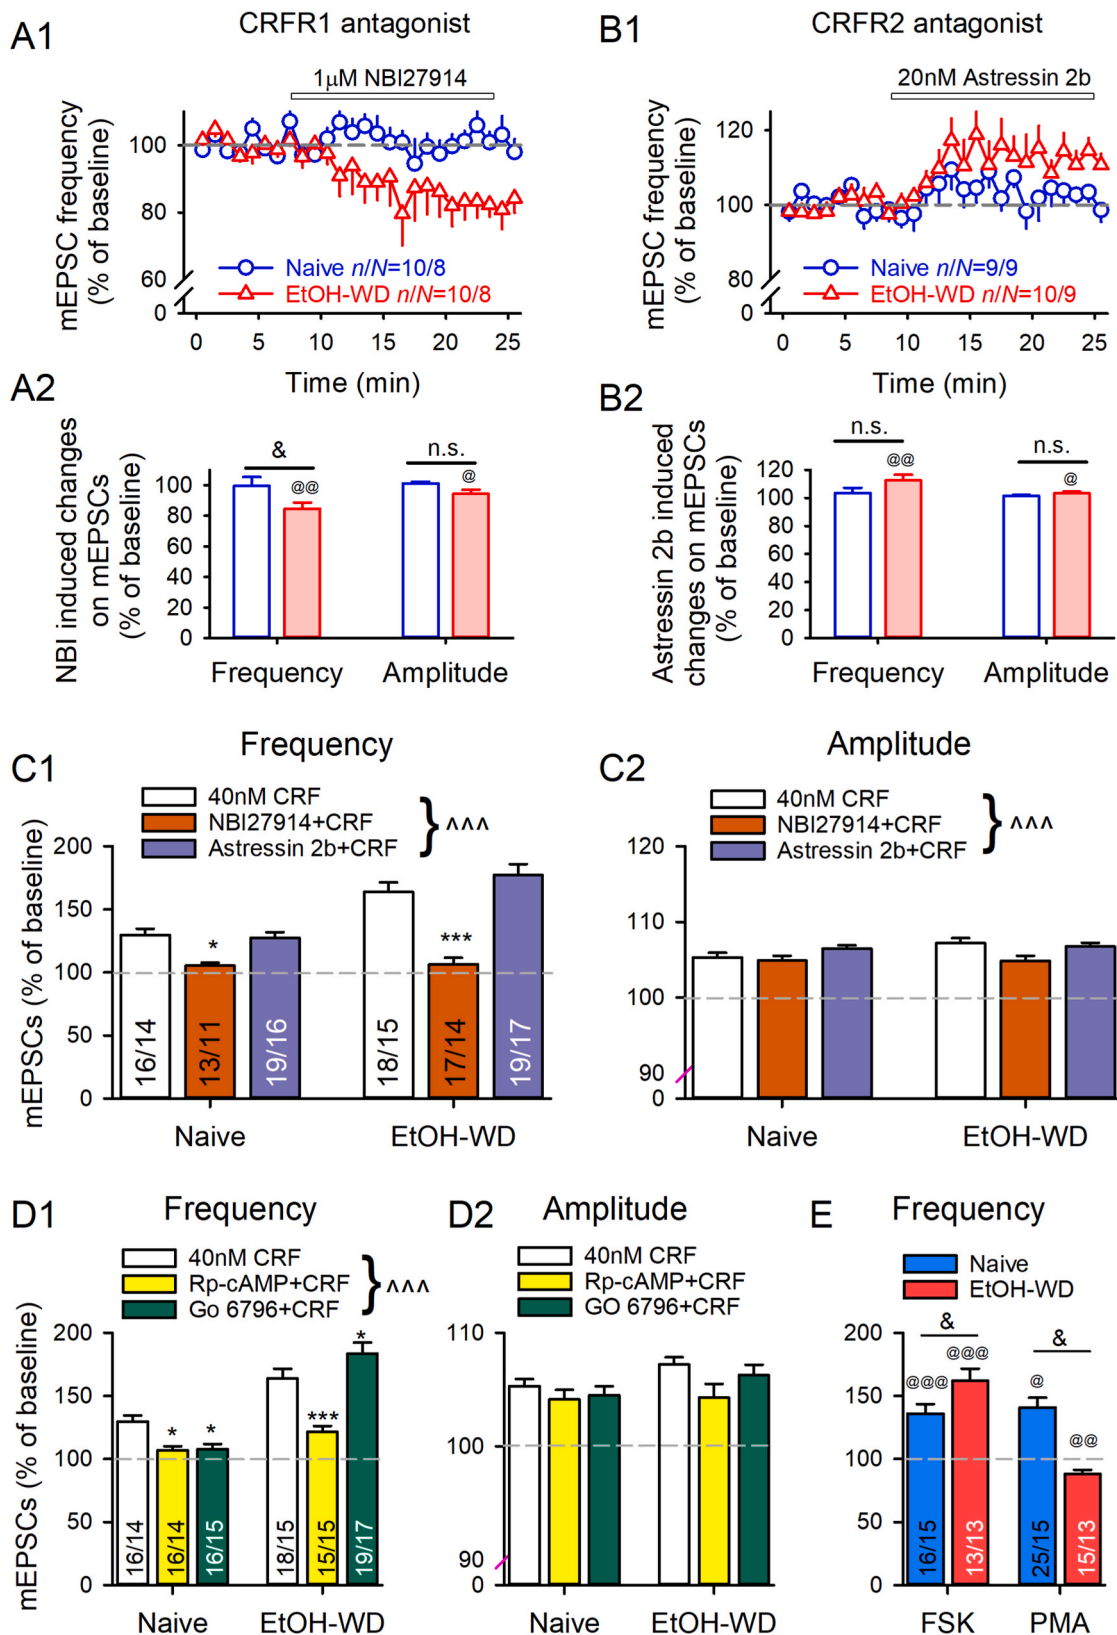 A1
CRFR1 antagonist
1µM NBI27914
mEPSC frequency
(% of baseline)
100
80
60
0
Naive n/N=10/8
EtOH-WD n/N=10/8
0 5 10 15 20 25
Time (min)
B1
CRFR2 antagonist
20nM Astressin 2b
mEPSC frequency
(% of baseline)
120
100
80
0
Naive n/N=9/9
EtOH-WD n/N=10/9
0 5 10 15 20 25
Time (min)
A2
NBI induced changes
on mEPSCs
(% of baseline)
100
80
60
40
20
0
&
@@
n.s.
@
Frequency Amplitude
B2
Astressin 2b induced
changes on mEPSCs
(% of baseline)
120
100
80
60
40
20
0
n.s.
@@
n.s.
@
Frequency Amplitude
C1
Frequency
40nM CRF
NBI27914+CRF
Astressin 2b+CRF
} ^^^
mEPSCs (% of baseline)
200
150
100
50
0
*
***
16/14
13/11
19/16
18/15
17/14
19/17
Naive EtOH-WD
C2
Amplitude
40nM CRF
NBI27914+CRF
Astressin 2b+CRF
} ^^^
120
110
100
90
0
Naive EtOH-WD
D1
Frequency
40nM CRF
Rp-cAMP+CRF
Go 6796+CRF
} ^^^
mEPSCs (% of baseline)
200
150
100
50
0
*
*
***
*
16/14
16/14
16/15
18/15
15/15
19/17
Naive EtOH-WD
D2
Amplitude
40nM CRF
Rp-cAMP+CRF
GO 6796+CRF
110
100
90
0
Naive EtOH-WD
E
Frequency
Naive
EtOH-WD
200
150
100
50
0
&
@@@
@@@
&
@
@@
16/15
13/13
25/15
15/13
FSK PMA